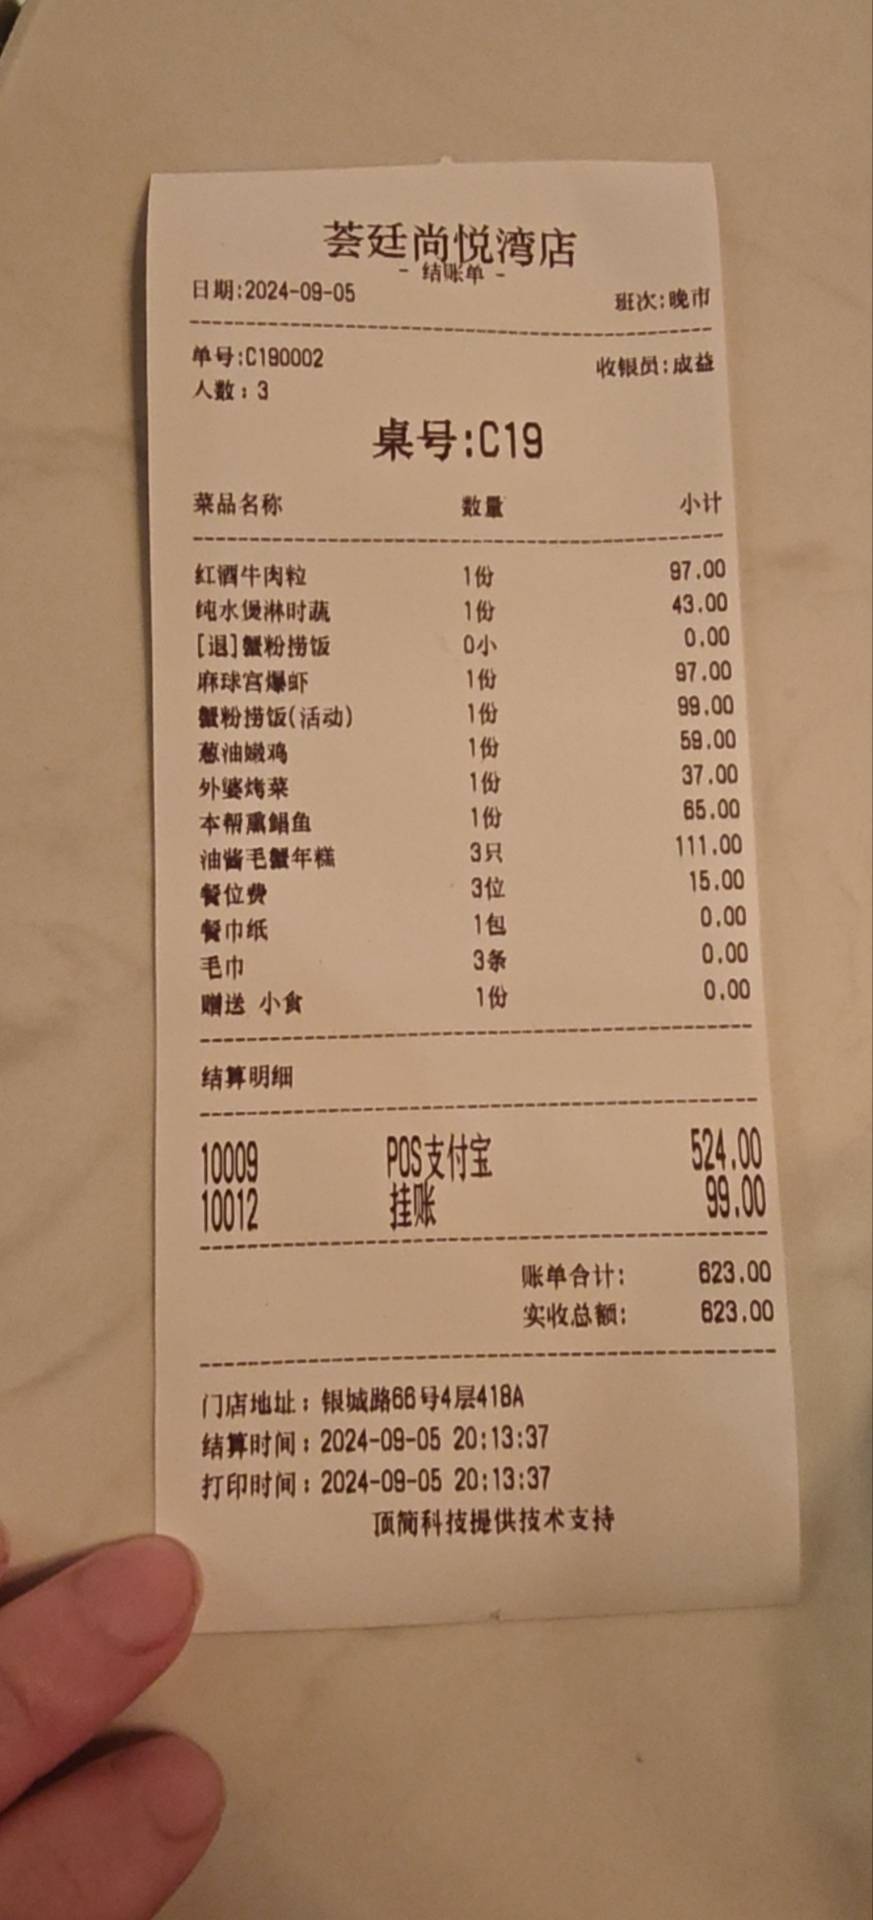 荟廷尚悦湾店
- 结账单 -
日期:2024-09-05 班次:晚市
单号:C190002 收银员:成益
人数：3
桌号:C19
菜品名称 数量 小计
红酒牛肉粒 1份 97.00
纯水煲淋时蔬 1份 43.00
[退]蟹粉捞饭 0小 0.00
麻球宫爆虾 1份 97.00
蟹粉捞饭(活动) 1份 99.00
葱油嫩鸡 1份 59.00
外婆烤菜 1份 37.00
本帮熏鲳鱼 1份 65.00
油酱毛蟹年糕 3只 111.00
餐位费 3位 15.00
餐巾纸 1包 0.00
毛巾 3条 0.00
赠送 小食 1份 0.00
结算明细
10009 POS支付宝 524.00
10012 挂账 99.00
账单合计: 623.00
实收总额: 623.00
门店地址：银城路66号4层418A
结算时间：2024-09-05 20:13:37
打印时间：2024-09-05 20:13:37
顶简科技提供技术支持